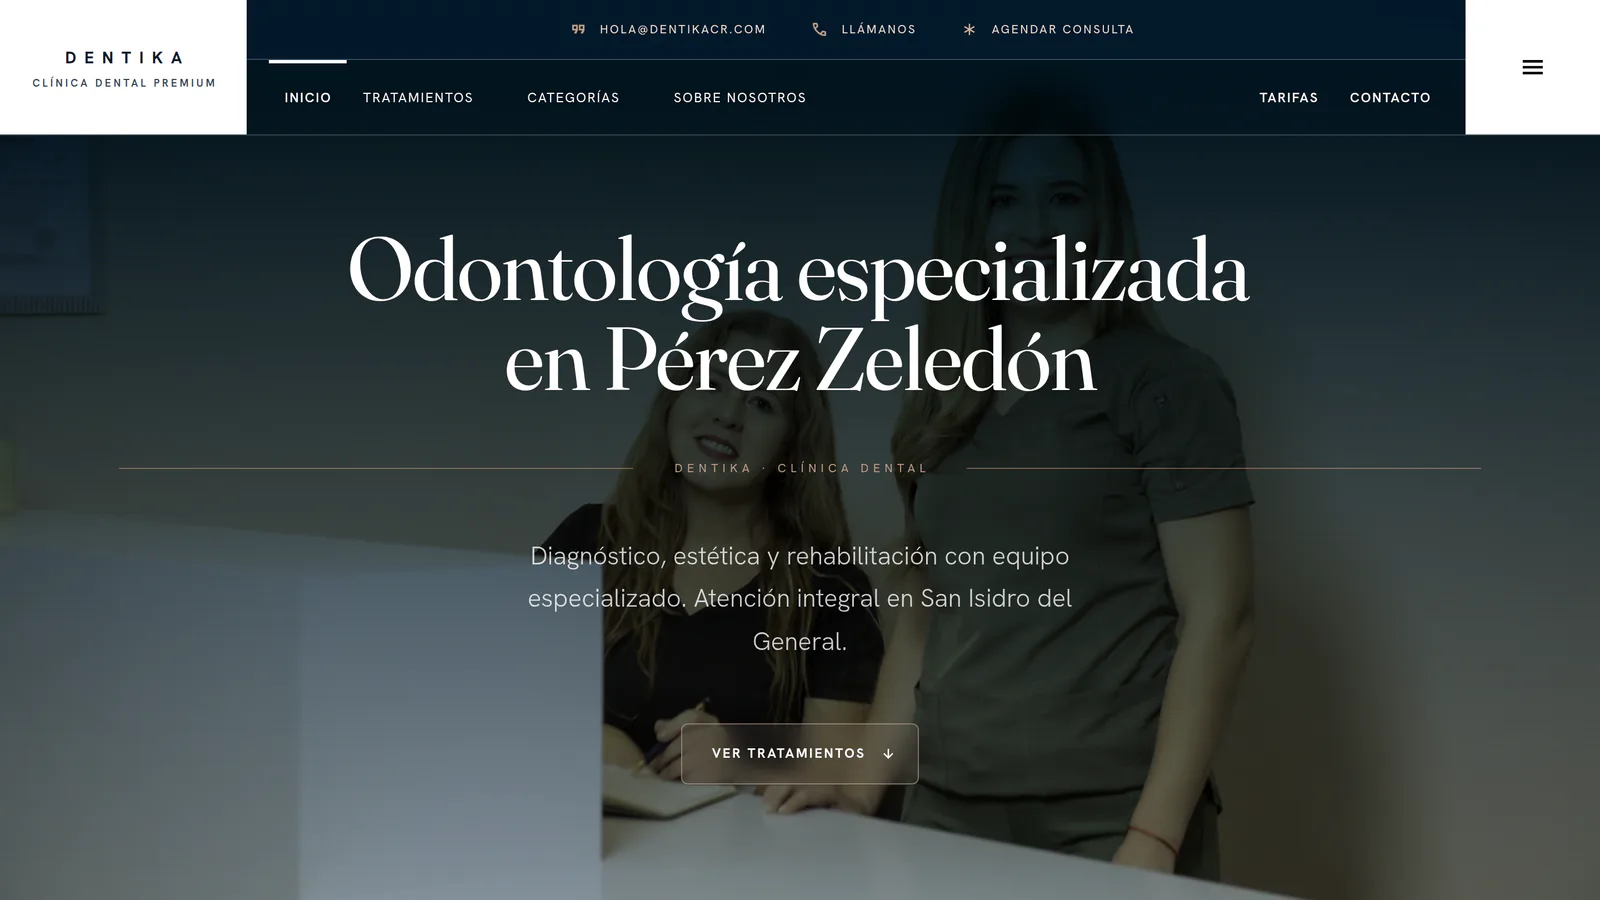 DENTIKA
CLÍNICA DENTAL PREMIUM
HOLA@DENTIKACR.COM
LLÁMANOS
AGENDAR CONSULTA
INICIO
TRATAMIENTOS
CATEGORÍAS
SOBRE NOSOTROS
TARIFAS
CONTACTO
Odontología especializada
en Pérez Zeledón
DENTIKA · CLÍNICA DENTAL
Diagnóstico, estética y rehabilitación con equipo
especializado. Atención integral en San Isidro del
General.
VER TRATAMIENTOS